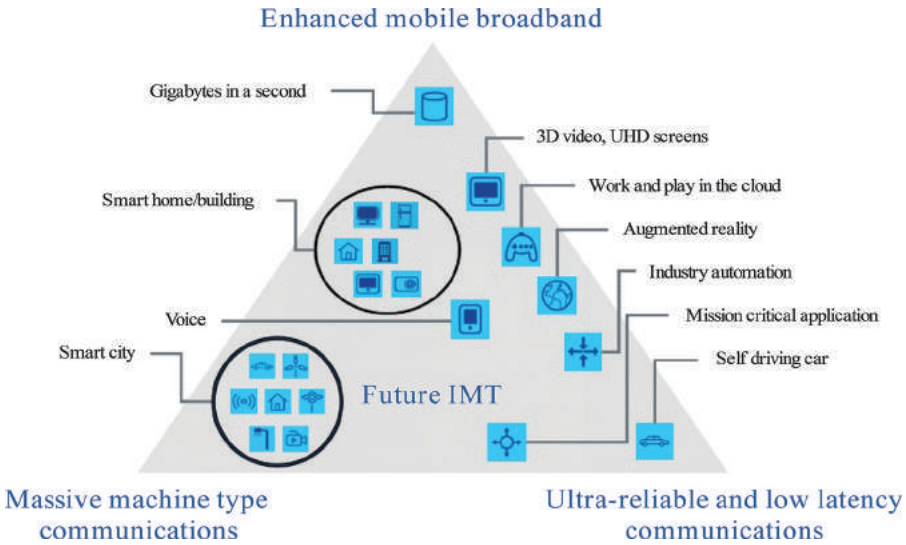 Enhanced mobile broadband
Gigabytes in a second
3D video, UHD screens
Work and play in the cloud
Smart home/building
Augmented reality
Industry automation
Voice
Mission critical application
Smart city
Self driving car
Future IMT
Massive machine type
communications
Ultra-reliable and low latency
communications